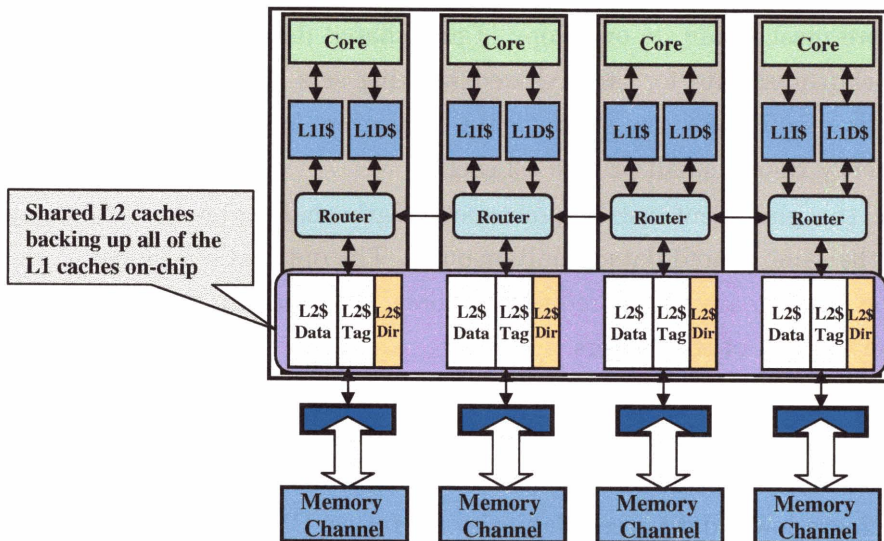 Core Core Core Core
L1I$ L1D$ L1I$ L1D$ L1I$ L1D$ L1I$ L1D$
Router Router Router Router
Shared L2 caches
backing up all of the
L1 caches on-chip
L2$ L2$ L2$ L2$ L2$ L2$ L2$ L2$ L2$ L2$ L2$ L2$
Data Tag Dir Data Tag Dir Data Tag Dir Data Tag Dir
Memory Memory Memory Memory
Channel Channel Channel Channel